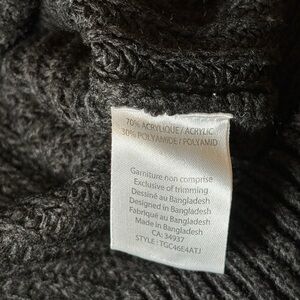 70% ACRYLIQUE / ACRYLIC
30% POLYAMIDE / POLYAMID
Garniture non comprise
Exclusive of trimming
Dessiné au Bangladesh
Designed in Bangladesh
Fabriqué au Bangladesh
Made in Bangladesh
CA: 34937
STYLE : TGC46E4ATJ